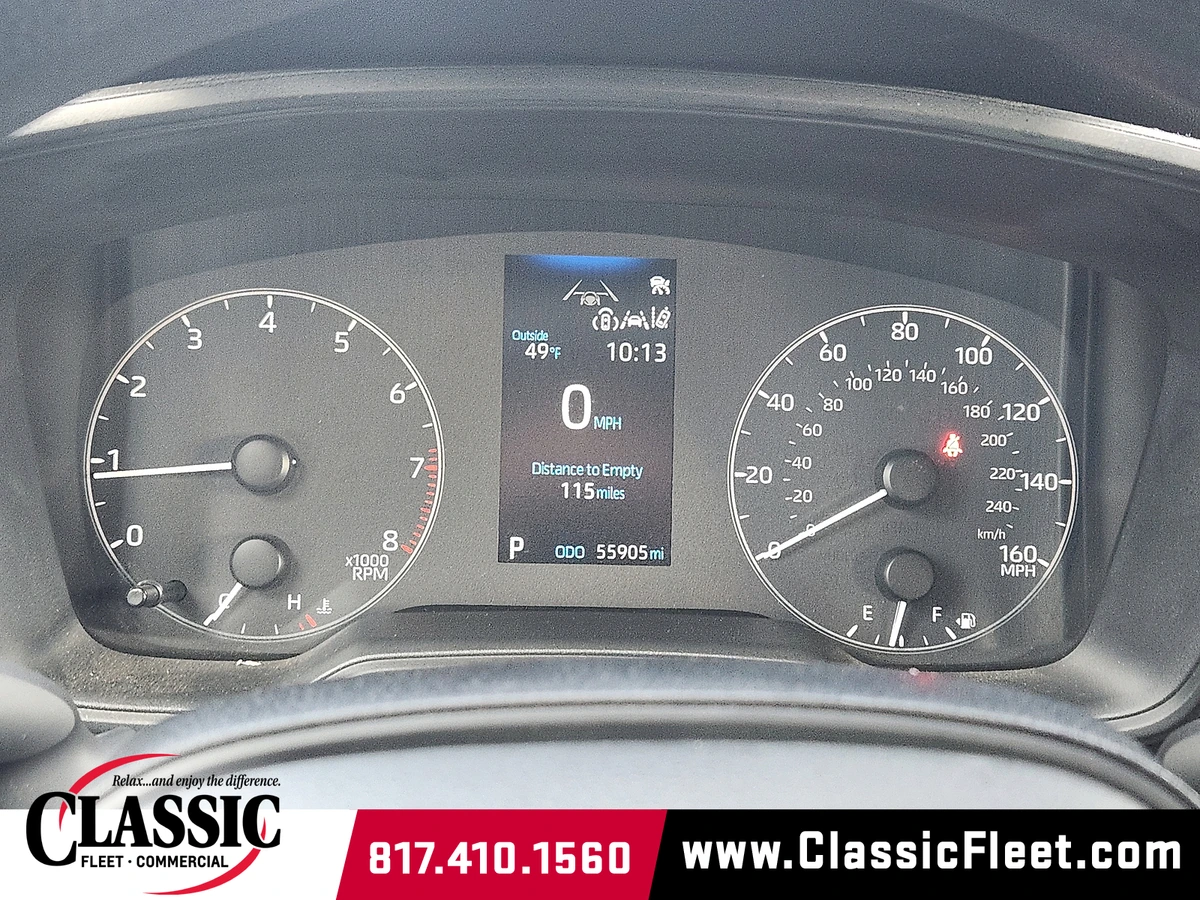 0
1
2
3
4
5
6
7
8
x1000
RPM
C
H
Outside
49°F
10:13
0 MPH
Distance to Empty
115 miles
P ODO 55905 mi
0
20
40
60
80
100
120
140
160
MPH
0
20
40
60
80
100
120
140
160
180
200
220
240
km/h
E
F
Relax...and enjoy the difference.
CLASSIC
FLEET · COMMERCIAL
817.410.1560
www.ClassicFleet.com